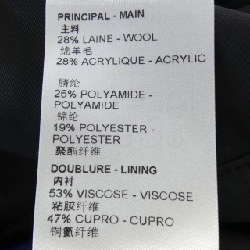 PRINCIPAL - MAIN
主料
28% LAINE - WOOL
绵羊毛
28% ACRYLIQUE - ACRYLIC
腈纶
25% POLYAMIDE -
POLYAMIDE
锦纶
19% POLYESTER -
POLYESTER
聚酯纤维
DOUBLURE - LINING
内衬
53% VISCOSE - VISCOSE
粘胶纤维
47% CUPRO - CUPRO
铜氨纤维